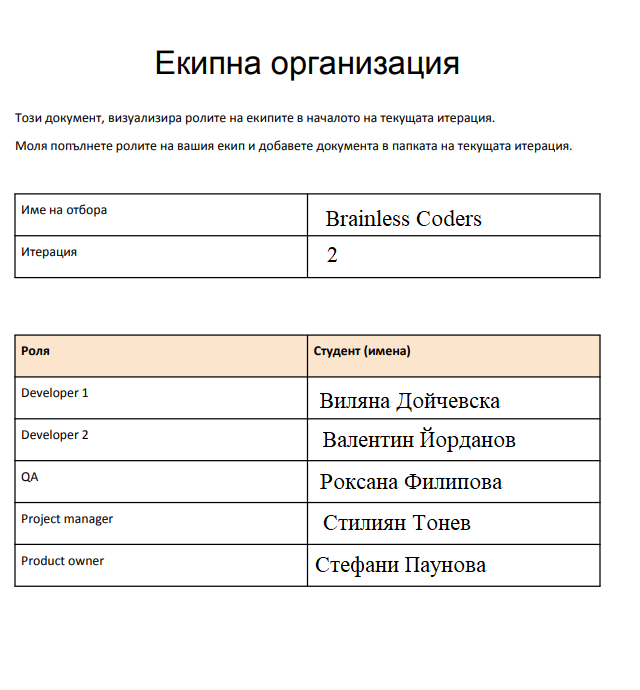 Екипна организация
Този документ, визуализира ролите на екипите в началото на текущата итерация.
Моля попълнете ролите на вашия екип и добавете документа в папката на текущата итерация.
Име на отбора Brainless Coders
Итерация 2
Роля Студент (имена)
Developer 1 Виляна Дойчевска
Developer 2 Валентин Йорданов
QA Роксана Филипова
Project manager Стилиян Тонев
Product owner Стефани Паунова